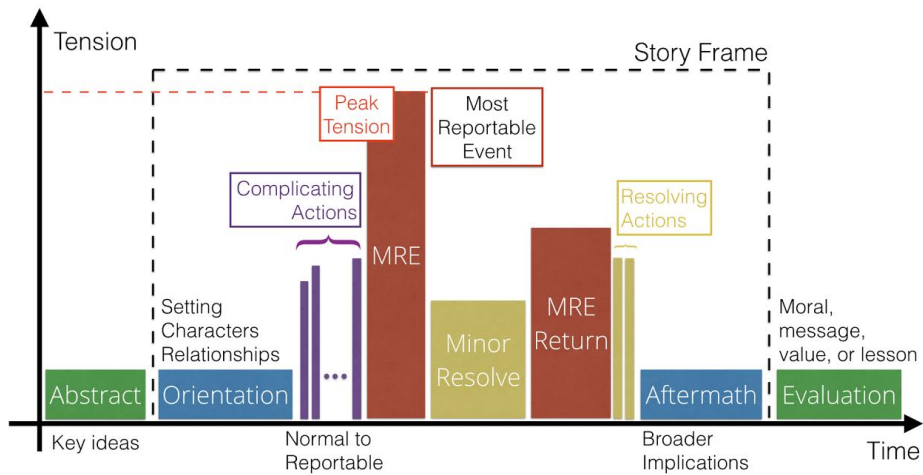 Tension
Story Frame
Peak
Tension
Most
Reportable
Event
Complicating
Actions
Resolving
Actions
MRE
Setting
Characters
Relationships
...
Minor
Resolve
MRE
Return
Moral,
message,
value, or lesson
Abstract
Orientation
Aftermath
Evaluation
Key ideas
Normal to
Reportable
Broader
Implications
Time